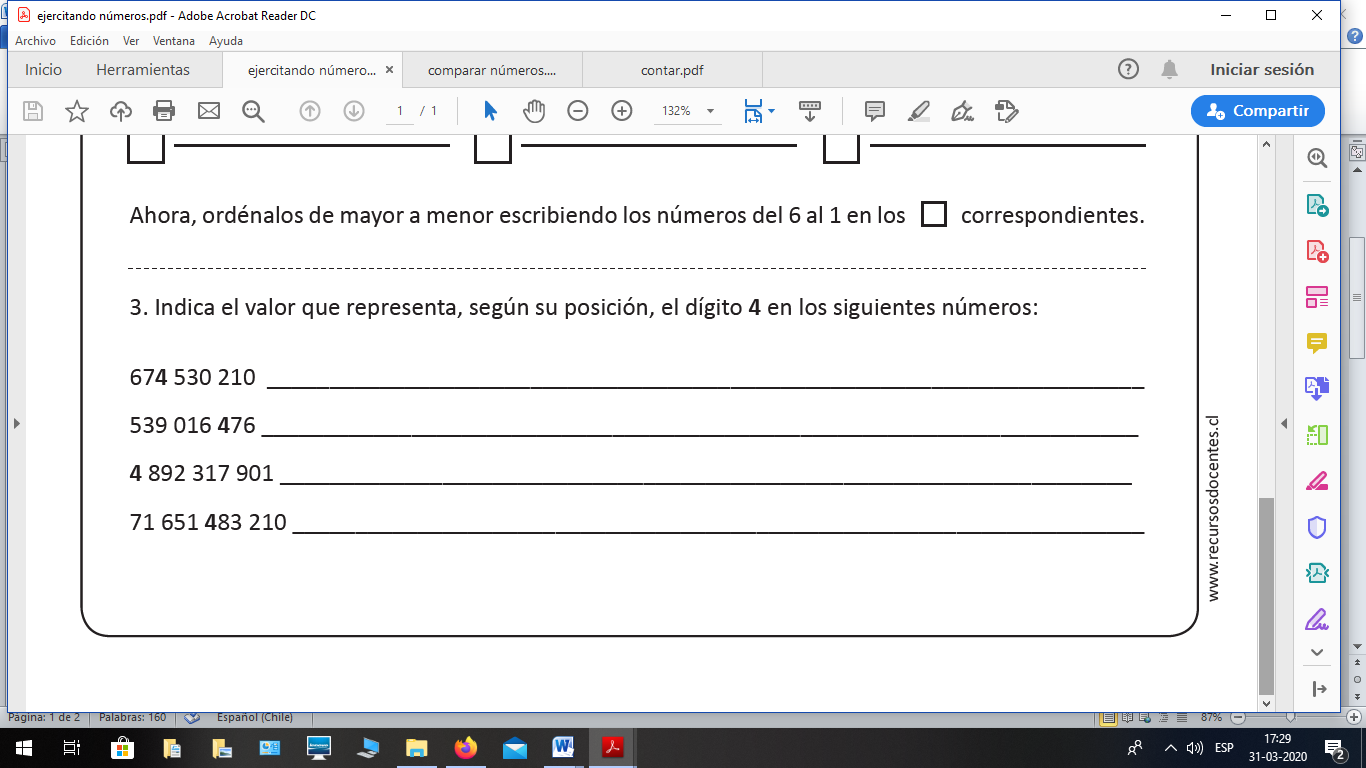 ejercitando números.pdf - Adobe Acrobat Reader DC
Archivo Edición Ver Ventana Ayuda
Inicio Herramientas ejercitando número... × comparar números.... contar.pdf Iniciar sesión
1 / 1 132% Compartir
Ahora, ordénalos de mayor a menor escribiendo los números del 6 al 1 en los correspondientes.
3. Indica el valor que representa, según su posición, el dígito 4 en los siguientes números:
674 530 210
539 016 476
4 892 317 901
71 651 483 210
www.recursosdocentes.cl
Página: 1 de 2 Palabras: 160 Español (Chile) 87%
17:29
ESP
31-03-2020
2